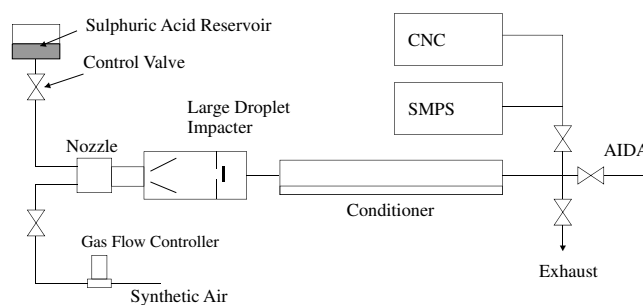 Sulphuric Acid Reservoir
CNC
Control Valve
SMPS
Large Droplet
Impacter
Nozzle
AIDA
Conditioner
Gas Flow Controller
Synthetic Air
Exhaust